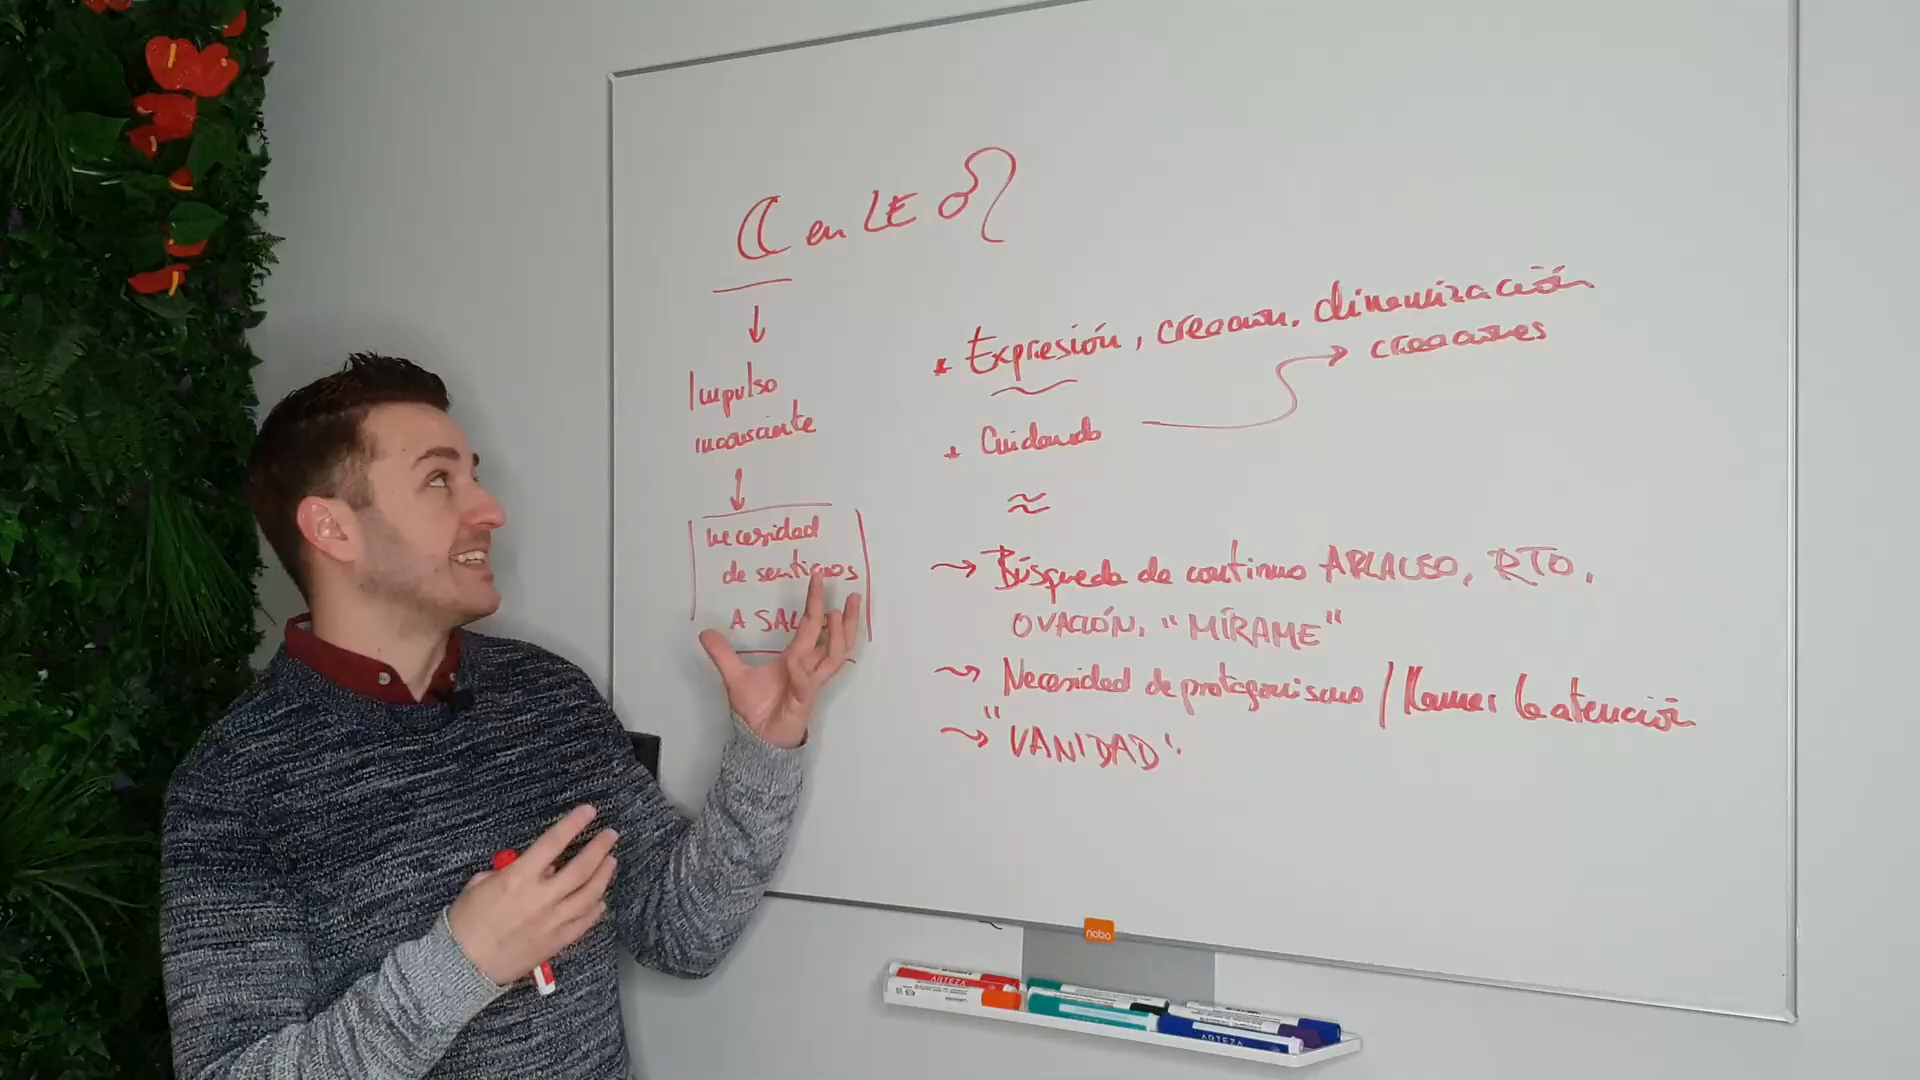 ☾ en LEO ♌
↓
Impulso
inconsciente
↓
necesidad
de sentirnos
A SAL
* Expresión, creación, dinamización
* Cuidando → creaciones
≈
→ Búsqueda de continuo APLAUSO, RTO,
OVACIÓN, "MÍRAME"
→ Necesidad de protagonismo / llamar la atención
→ "VANIDAD".
nobo
ARTEZA
ARTEZA